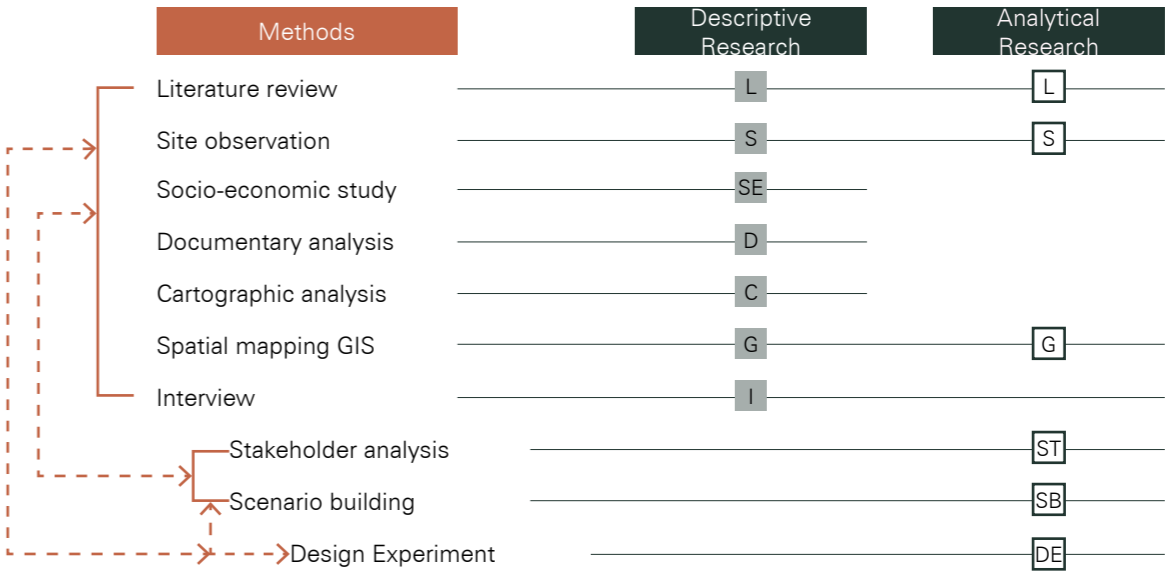 Methods
Descriptive
Research
Analytical
Research
Literature review L L
Site observation S S
Socio-economic study SE
Documentary analysis D
Cartographic analysis C
Spatial mapping GIS G G
Interview I
Stakeholder analysis ST
Scenario building SB
Design Experiment DE